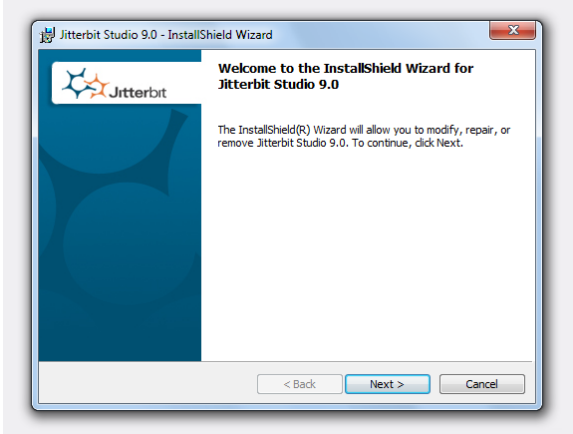 Jitterbit Studio 9.0 - InstallShield Wizard
Jitterbit
Welcome to the InstallShield Wizard for
Jitterbit Studio 9.0
The InstallShield(R) Wizard will allow you to modify, repair, or
remove Jitterbit Studio 9.0. To continue, click Next.
< Back Next > Cancel